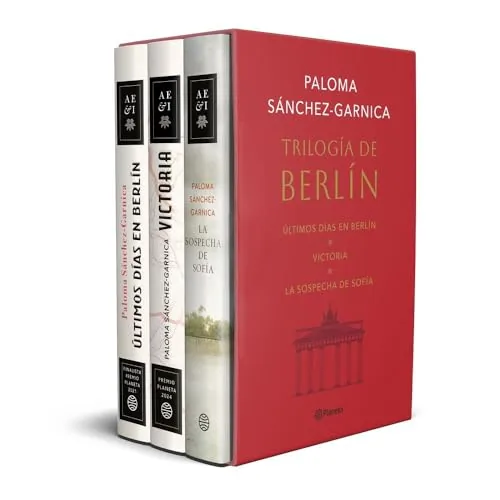 AE
&I
Paloma Sánchez-Garnica
ÚLTIMOS DÍAS EN BERLÍN
FINALISTA
PREMIO
PLANETA
2021
AE
&I
PALOMA SÁNCHEZ-GARNICA
VICTORIA
PREMIO
PLANETA
2024
AE
&I
PALOMA
SÁNCHEZ-
GARNICA
LA
SOSPECHA
DE
SOFÍA
PALOMA
SÁNCHEZ-GARNICA
TRILOGÍA DE
BERLÍN
ÚLTIMOS DÍAS EN BERLÍN
VICTORIA
LA SOSPECHA DE SOFÍA
Planeta